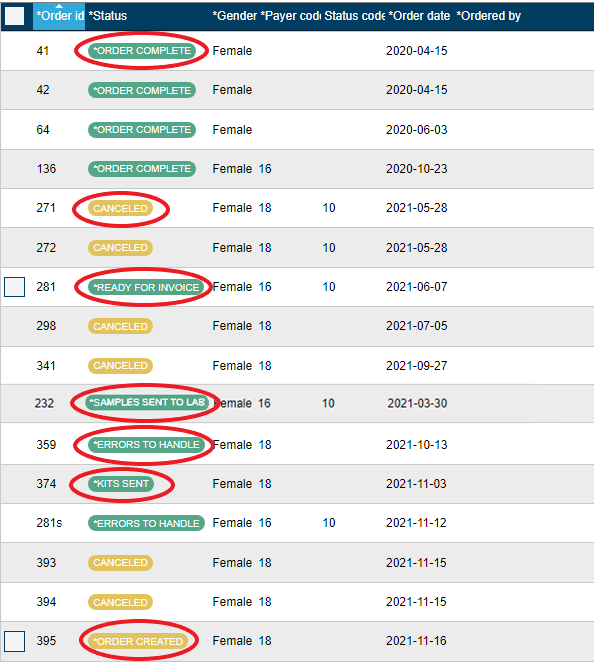 *Order id *Status *Gender *Payer code Status code *Order date *Ordered by
41 *ORDER COMPLETE Female 2020-04-15
42 *ORDER COMPLETE Female 2020-04-15
64 *ORDER COMPLETE Female 2020-06-03
136 *ORDER COMPLETE Female 16 2020-10-23
271 CANCELED Female 18 10 2021-05-28
272 CANCELED Female 18 10 2021-05-28
281 *READY FOR INVOICE Female 16 10 2021-06-07
298 CANCELED Female 18 2021-07-05
341 CANCELED Female 18 2021-09-27
232 *SAMPLES SENT TO LAB Female 16 10 2021-03-30
359 *ERRORS TO HANDLE Female 18 2021-10-13
374 *KITS SENT Female 18 2021-11-03
281s *ERRORS TO HANDLE Female 16 10 2021-11-12
393 CANCELED Female 18 2021-11-15
394 CANCELED Female 18 2021-11-15
395 *ORDER CREATED Female 18 2021-11-16